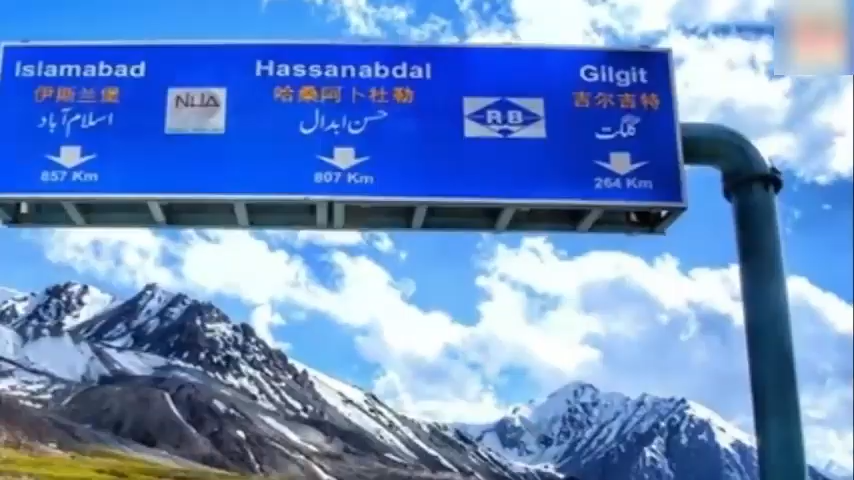 Islamabad
伊斯兰堡
اسلام آباد
857 Km
NHA
Hassanabdal
哈桑阿卜杜勒
حسن ابدال
807 Km
RB
Gilgit
吉尔吉特
گلگت
264 Km